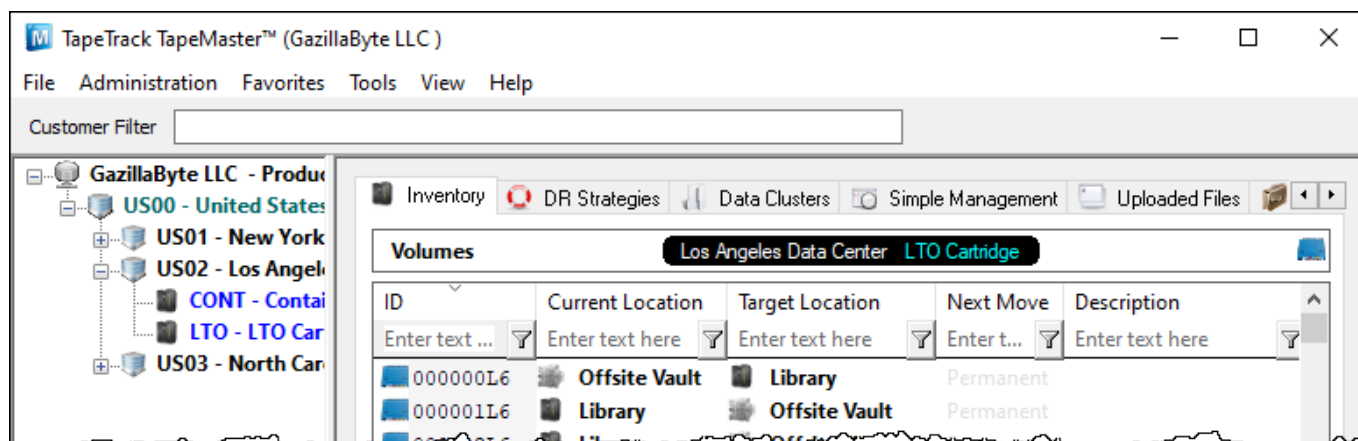 TapeTrack TapeMaster™ (GazillaByte LLC )
File Administration Favorites Tools View Help
Customer Filter
GazillaByte LLC - Produc
US00 - United States
US01 - New York
US02 - Los Angel
CONT - Contai
LTO - LTO Car
US03 - North Car
Inventory DR Strategies Data Clusters Simple Management Uploaded Files
Volumes Los Angeles Data Center LTO Cartridge
ID Current Location Target Location Next Move Description
Enter text ... Enter text here Enter text here Enter t... Enter text here
000000L6 Offsite Vault Library Permanent
000001L6 Library Offsite Vault Permanent